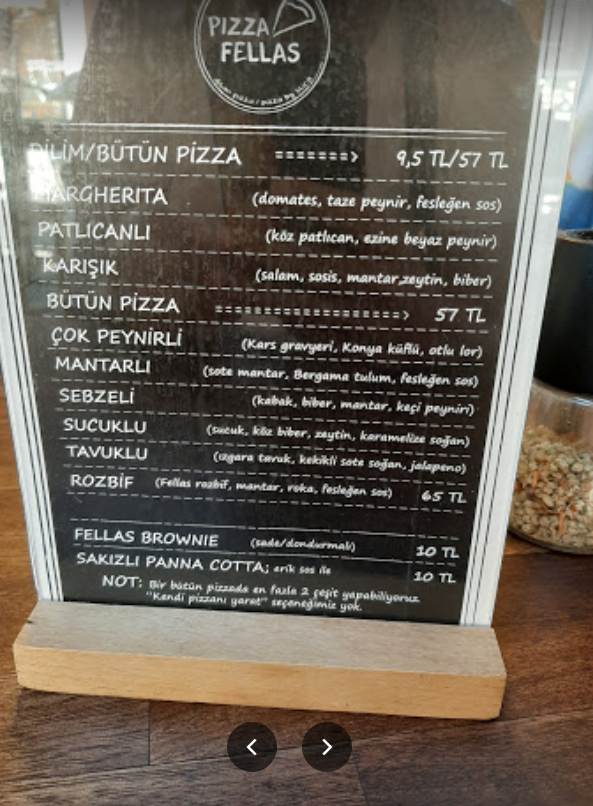 PIZZA
FELLAS
DİLİM/BÜTÜN PİZZA =======> 9,5 TL/57 TL
MARGHERITA (domates, taze peynir, fesleğen sos)
PATLICANLI (köz patlıcan, ezine beyaz peynir)
KARIŞIK (salam, sosis, mantar,zeytin, biber)
BÜTÜN PİZZA ====================> 57 TL
ÇOK PEYNİRLİ (Kars gravyeri, Konya küflü, otlu lor)
MANTARLI (sote mantar, Bergama tulum, fesleğen sos)
SEBZELİ (kabak, biber, mantar, keçi peyniri)
SUCUKLU (sucuk, köz biber, zeytin, karamelize soğan)
TAVUKLU (ızgara tavuk, kekikli sote soğan, jalapeno)
ROZBİF (Fellas rozbif, mantar, roka, fesleğen sos) 65 TL
FELLAS BROWNIE (sade/dondurmalı) 10 TL
SAKIZLI PANNA COTTA; erik sos ile 10 TL
NOT: Bir bütün pizzada en fazla 2 çeşit yapabiliyoruz
"Kendi pizzanı yarat" seçeneğimiz yok.